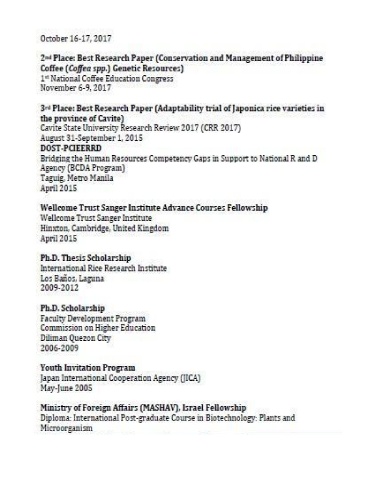 October 16-17, 2017
2nd Place: Best Research Paper (Conservation and Management of Philippine
Coffee (Coffea spp.) Genetic Resources)
1st National Coffee Education Congress
November 6-9, 2017
3rd Place: Best Research Paper (Adaptability trial of Japonica rice varieties in
the province of Cavite)
Cavite State University Research Review 2017 (CRR 2017)
August 31-September 1, 2015
DOST-PCIEERRD
Bridging the Human Resources Competency Gaps in Support to National R and D
Agency (BCDA Program)
Taguig, Metro Manila
April 2015
Wellcome Trust Sanger Institute Advance Courses Fellowship
Wellcome Trust Sanger Institute
Hinxton, Cambridge, United Kingdom
April 2015
Ph.D. Thesis Scholarship
International Rice Research Institute
Los Baños, Laguna
2009-2012
Ph.D. Scholarship
Faculty Development Program
Commission on Higher Education
Diliman Quezon City
2006-2009
Youth Invitation Program
Japan International Cooperation Agency (JICA)
May-June 2005
Ministry of Foreign Affairs (MASHAV), Israel Fellowship
Diploma: International Post-graduate Course in Biotechnology: Plants and
Microorganism